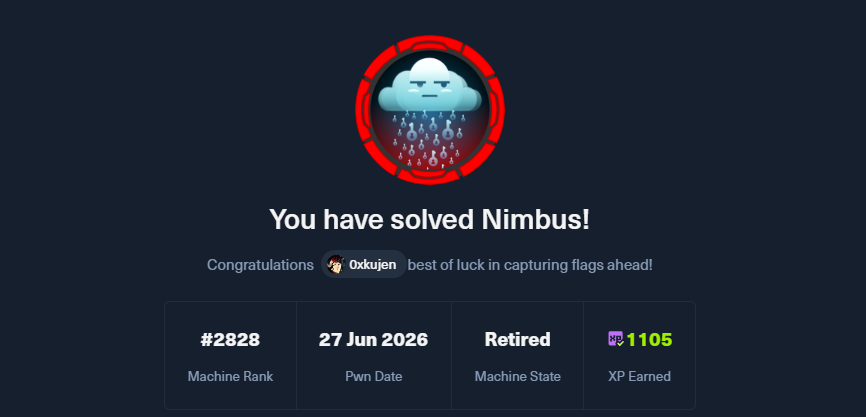 You have solved Nimbus!
Congratulations 0xkujen best of luck in capturing flags ahead!
#2828 27 Jun 2026 Retired XP 1105
Machine Rank Pwn Date Machine State XP Earned